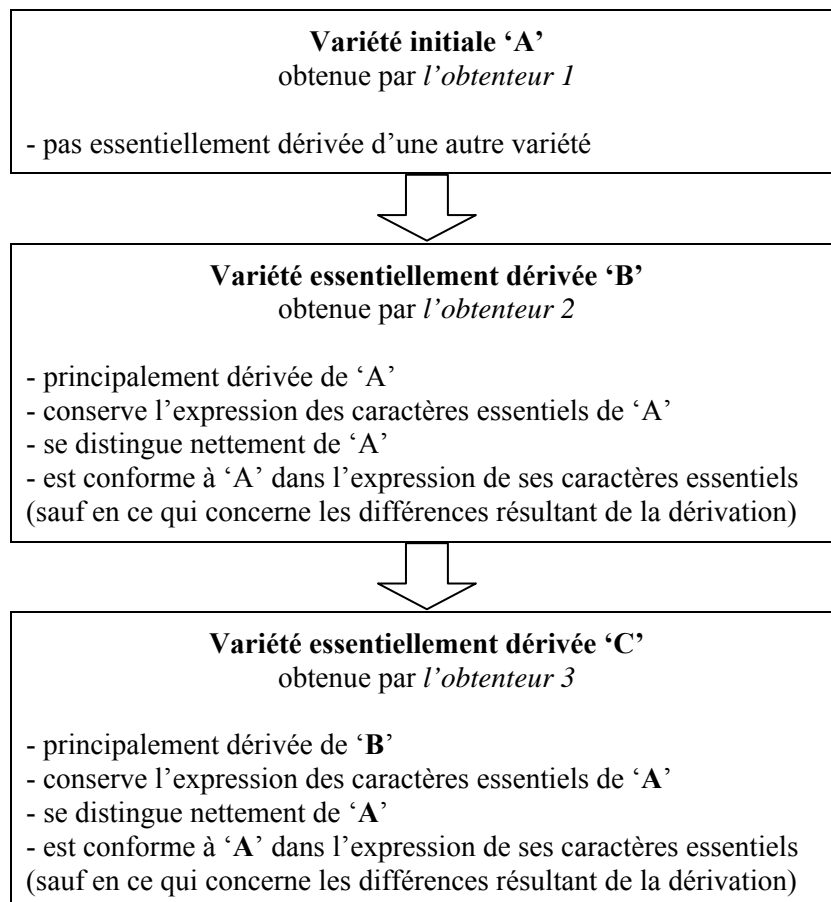 Variété initiale ‘A’
obtenue par l’obtenteur 1
- pas essentiellement dérivée d’une autre variété
Variété essentiellement dérivée ‘B’
obtenue par l’obtenteur 2
- principalement dérivée de ‘A’
- conserve l’expression des caractères essentiels de ‘A’
- se distingue nettement de ‘A’
- est conforme à ‘A’ dans l’expression de ses caractères essentiels
(sauf en ce qui concerne les différences résultant de la dérivation)
Variété essentiellement dérivée ‘C’
obtenue par l’obtenteur 3
- principalement dérivée de ‘B’
- conserve l’expression des caractères essentiels de ‘A’
- se distingue nettement de ‘A’
- est conforme à ‘A’ dans l’expression de ses caractères essentiels
(sauf en ce qui concerne les différences résultant de la dérivation)